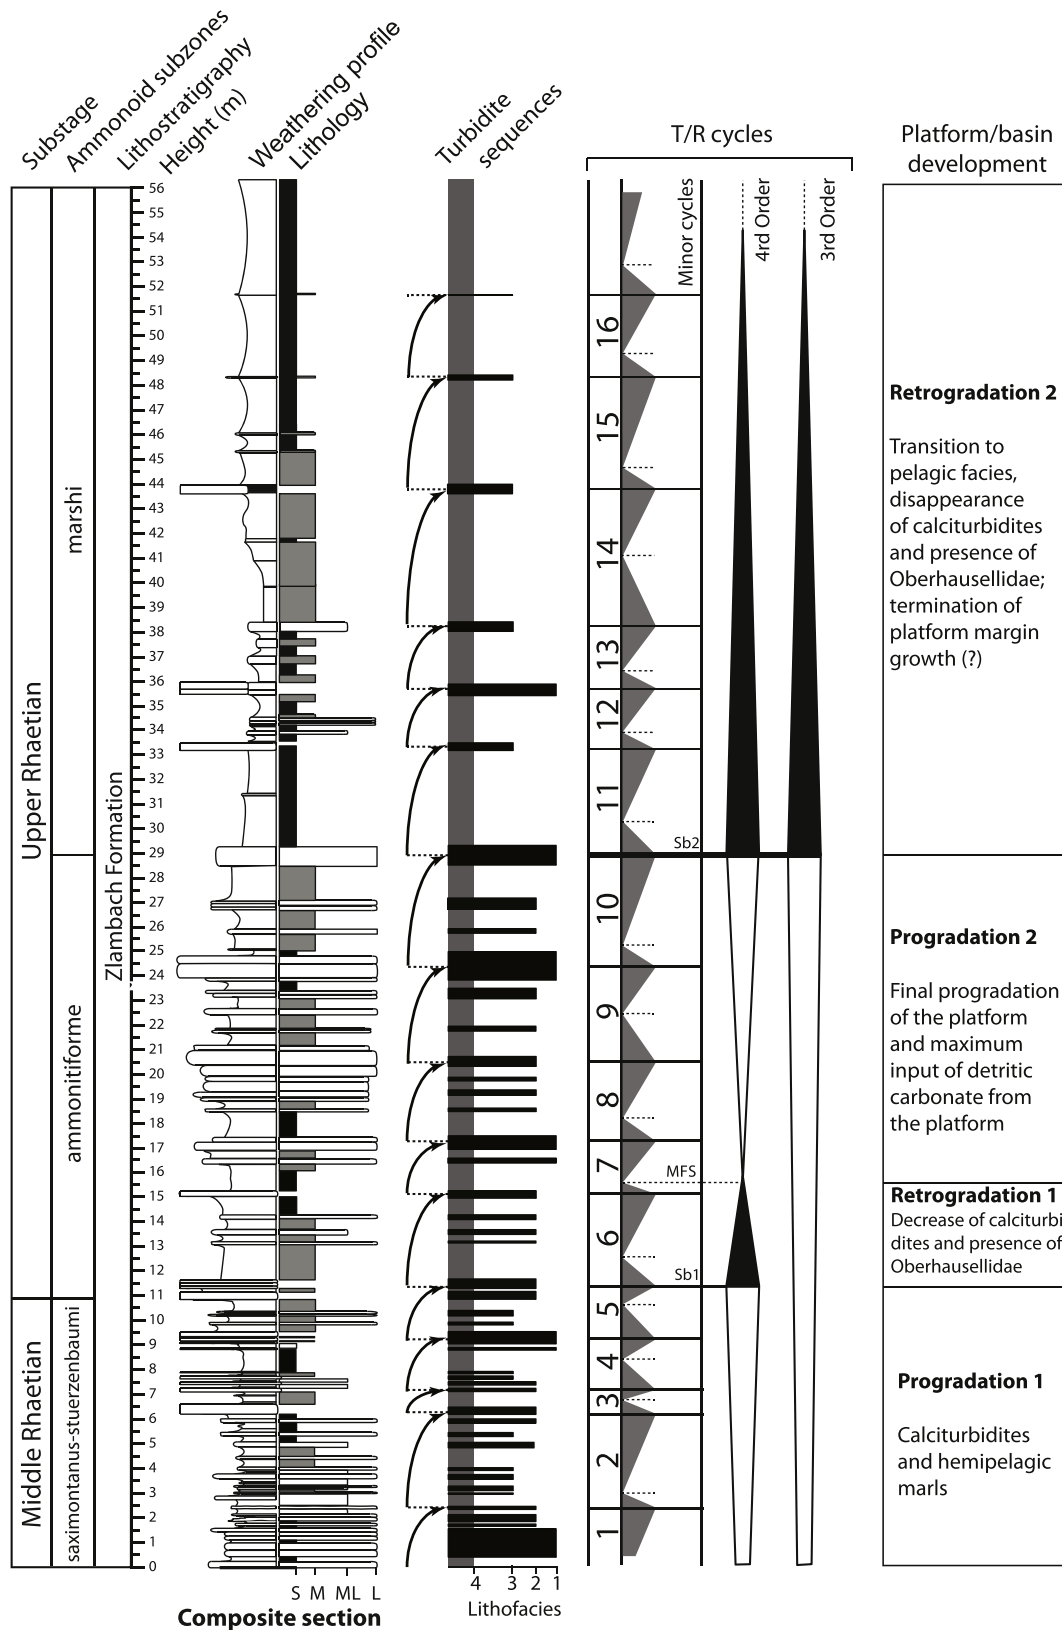 Substage
Ammonoid subzones
Lithostratigraphy
Height (m)
Weathering profile
Lithology
Turbidite
sequences
T/R cycles
Platform/basin
development
Minor cycles
4rd Order
3rd Order
Upper Rhaetian
Middle Rhaetian
marshi
ammonitiforme
saximontanus-stuerzenbaumi
Zlambach Formation
56
55
54
53
52
51
50
49
48
47
46
45
44
43
42
41
40
39
38
37
36
35
34
33
32
31
30
29
28
27
26
25
24
23
22
21
20
19
18
17
16
15
14
13
12
11
10
9
8
7
6
5
4
3
2
1
0
S M ML L
Composite section
4 3 2 1
Lithofacies
16
15
14
13
12
11
10
9
8
7
6
5
4
3
2
1
Sb2
MFS
Sb1
Retrogradation 2
Transition to
pelagic facies,
disappearance
of calciturbidites
and presence of
Oberhausellidae;
termination of
platform margin
growth (?)
Progradation 2
Final progradation
of the platform
and maximum
input of detritic
carbonate from
the platform
Retrogradation 1
Decrease of calciturbi
dites and presence of
Oberhausellidae
Progradation 1
Calciturbidites
and hemipelagic
marls